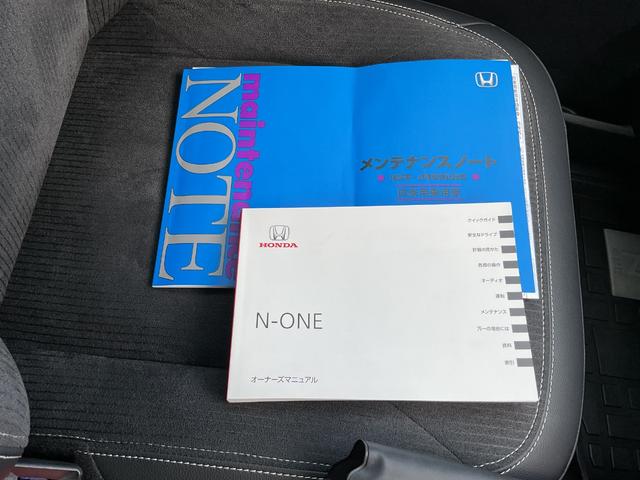 maintenance
NOTE
メンテナンスノート
HONDA
N-ONE
オーナーズマニュアル
クイックガイド
安全なドライブ
計器の見かた
各部の操作
オーディオ
運転
メンテナンス
万一の場合には
資料
索引